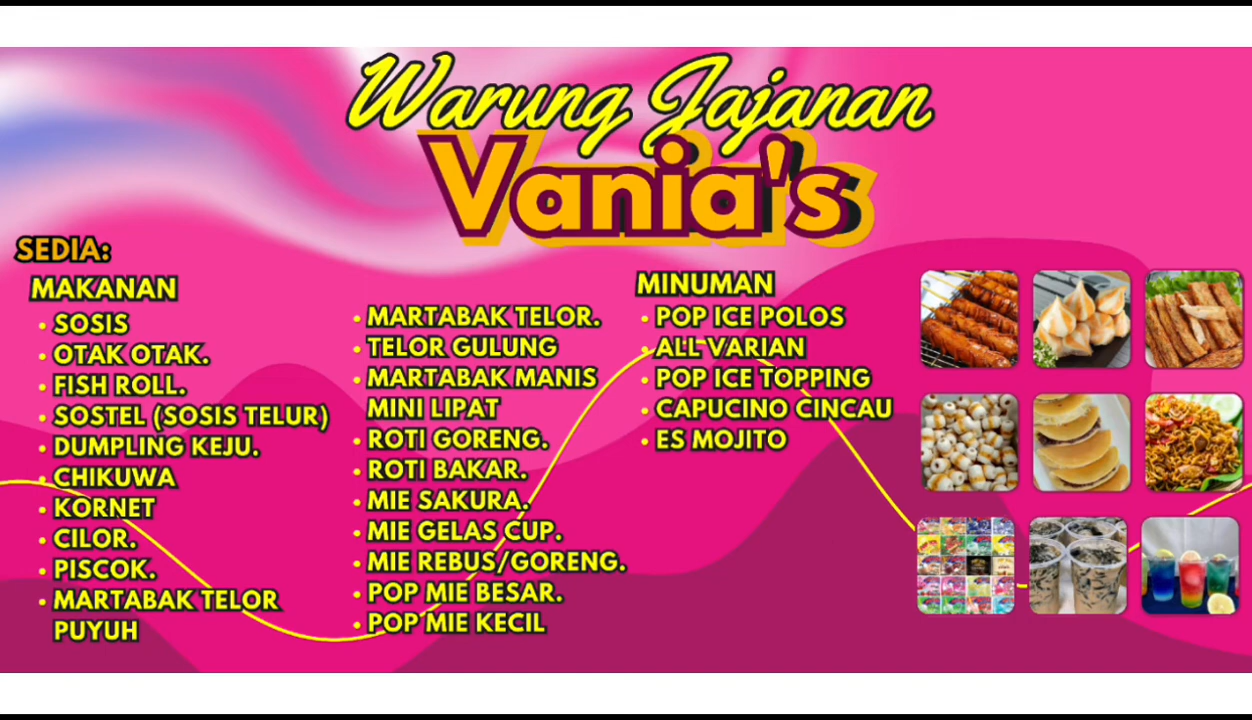 Warung Jajanan
Vania's
SEDIA:
MAKANAN
• SOSIS
• OTAK OTAK.
• FISH ROLL.
• SOSTEL (SOSIS TELUR)
• DUMPLING KEJU.
• CHIKUWA
• KORNET
• CILOR.
• PISCOK.
• MARTABAK TELOR
PUYUH
• MARTABAK TELOR.
• TELOR GULUNG
• MARTABAK MANIS
MINI LIPAT
• ROTI GORENG.
• ROTI BAKAR.
• MIE SAKURA.
• MIE GELAS CUP.
• MIE REBUS/GORENG.
• POP MIE BESAR.
• POP MIE KECIL
MINUMAN
• POP ICE POLOS
• ALL VARIAN
• POP ICE TOPPING
• CAPUCINO CINCAU
• ES MOJITO